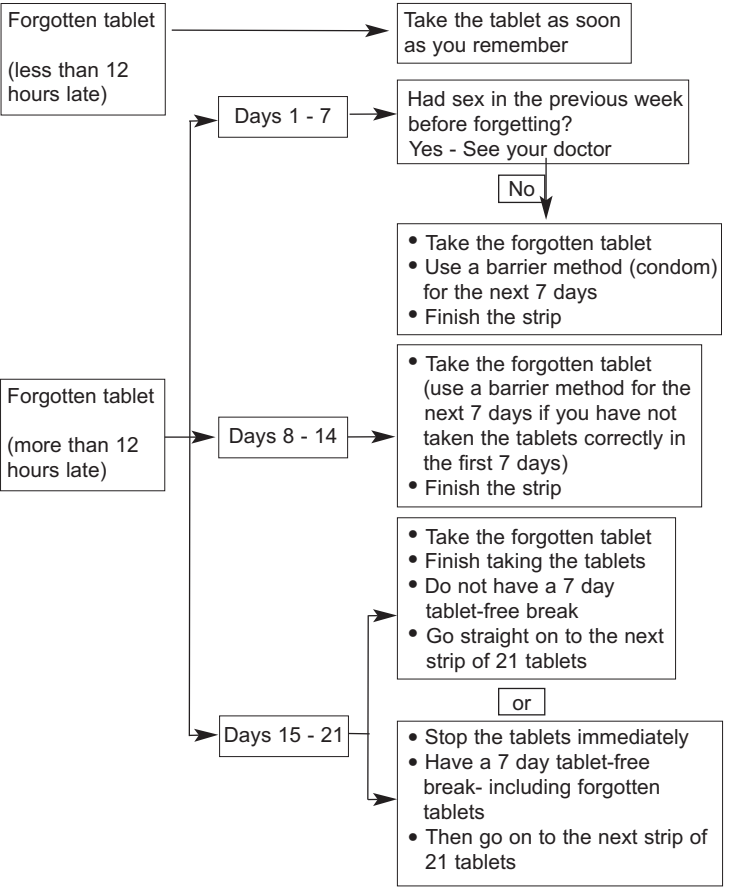 Forgotten tablet
(less than 12
hours late)
Take the tablet as soon
as you remember
Days 1 - 7
Had sex in the previous week
before forgetting?
Yes - See your doctor
No
• Take the forgotten tablet
• Use a barrier method (condom)
for the next 7 days
• Finish the strip
Forgotten tablet
(more than 12
hours late)
Days 8 - 14
• Take the forgotten tablet
(use a barrier method for the
next 7 days if you have not
taken the tablets correctly in
the first 7 days)
• Finish the strip
Days 15 - 21
• Take the forgotten tablet
• Finish taking the tablets
• Do not have a 7 day
tablet-free break
• Go straight on to the next
strip of 21 tablets
or
• Stop the tablets immediately
• Have a 7 day tablet-free
break- including forgotten
tablets
• Then go on to the next strip of
21 tablets